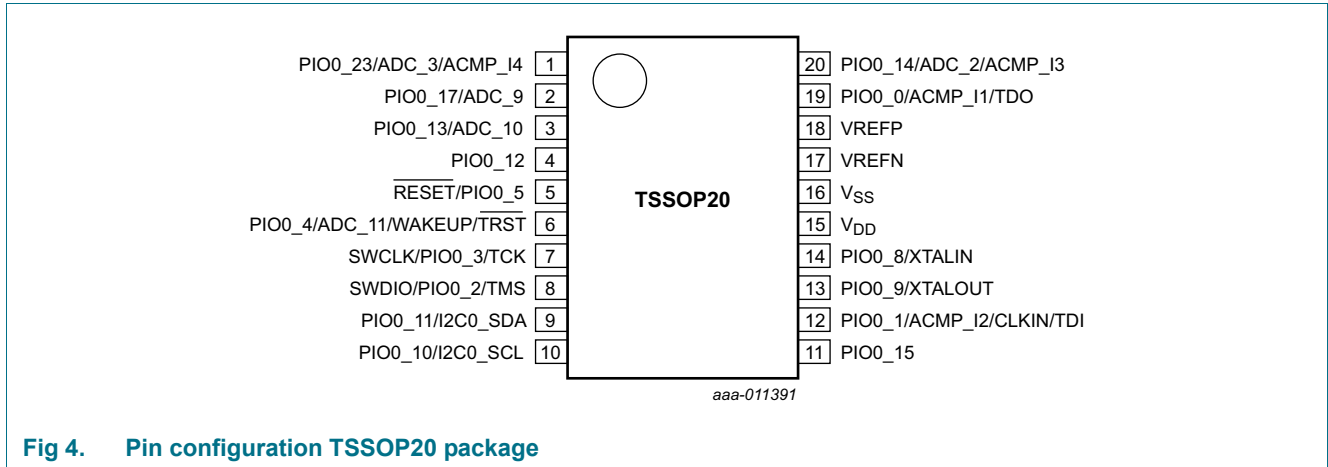 PIO0_23/ADC_3/ACMP_I4 1
PIO0_17/ADC_9 2
PIO0_13/ADC_10 3
PIO0_12 4
RESET/PIO0_5 5
PIO0_4/ADC_11/WAKEUP/TRST 6
SWCLK/PIO0_3/TCK 7
SWDIO/PIO0_2/TMS 8
PIO0_11/I2C0_SDA 9
PIO0_10/I2C0_SCL 10
TSSOP20
20 PIO0_14/ADC_2/ACMP_I3
19 PIO0_0/ACMP_I1/TDO
18 VREFP
17 VREFN
16 VSS
15 VDD
14 PIO0_8/XTALIN
13 PIO0_9/XTALOUT
12 PIO0_1/ACMP_I2/CLKIN/TDI
11 PIO0_15
aaa-011391
Fig 4. Pin configuration TSSOP20 package